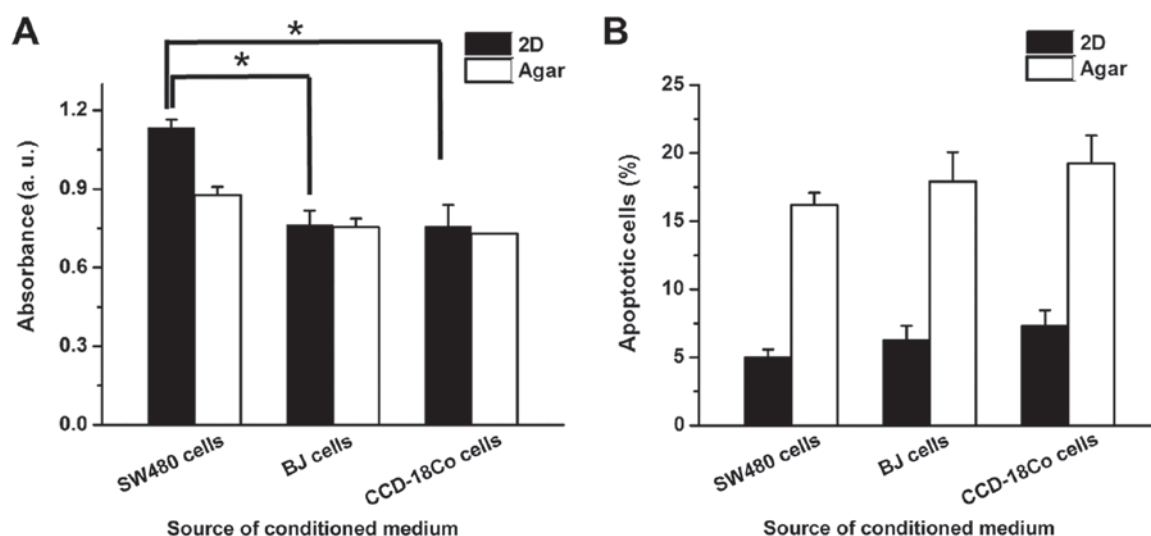 A
*
*
2D
Agar
Absorbance (a. u.)
1.2
0.9
0.6
0.3
0.0
SW480 cells
BJ cells
CCD-18Co cells
Source of conditioned medium
B
2D
Agar
Apoptotic cells (%)
25
20
15
10
5
0
SW480 cells
BJ cells
CCD-18Co cells
Source of conditioned medium